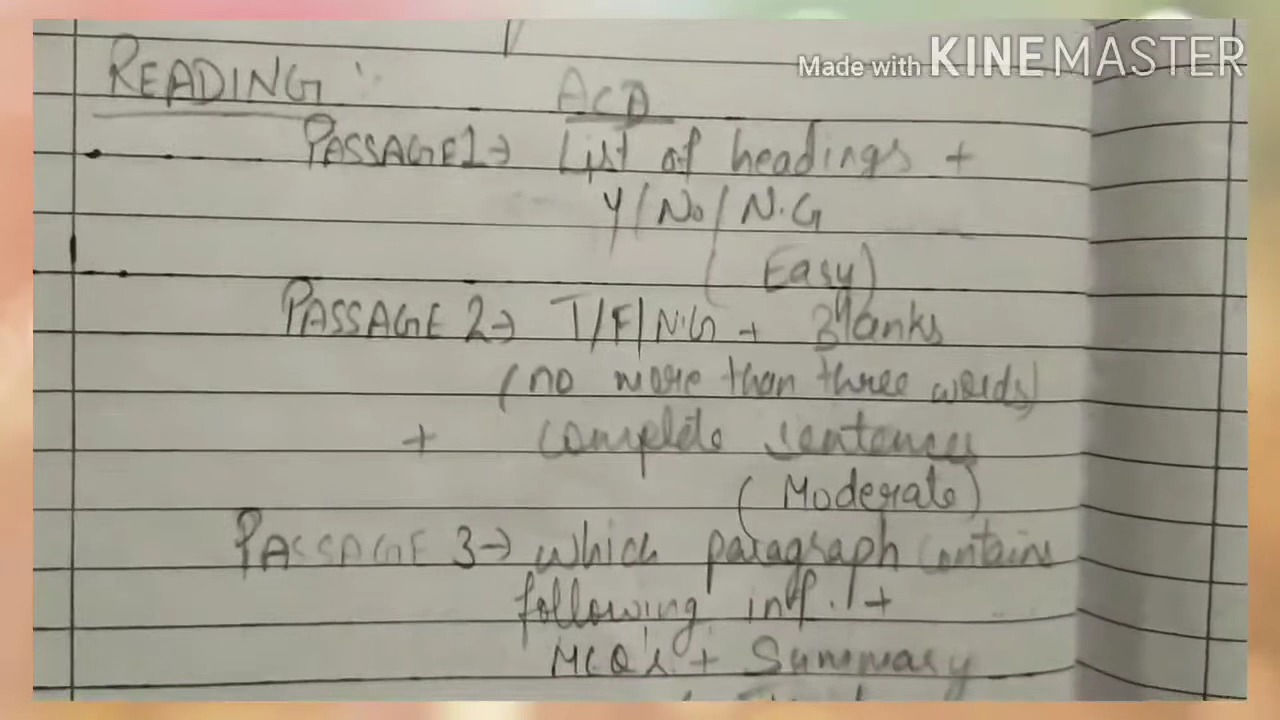 Made with KINEMASTER
READING :
ACD
PASSAGE 1→ List of headings +
Y/No/N.G
(Easy)
PASSAGE 2→ T/F/N.G + Blanks
(no more than three words)
+ complete sentences
(Moderate)
PASSAGE 3→ which paragraph contains
following inf. +
MCQ's + Summary